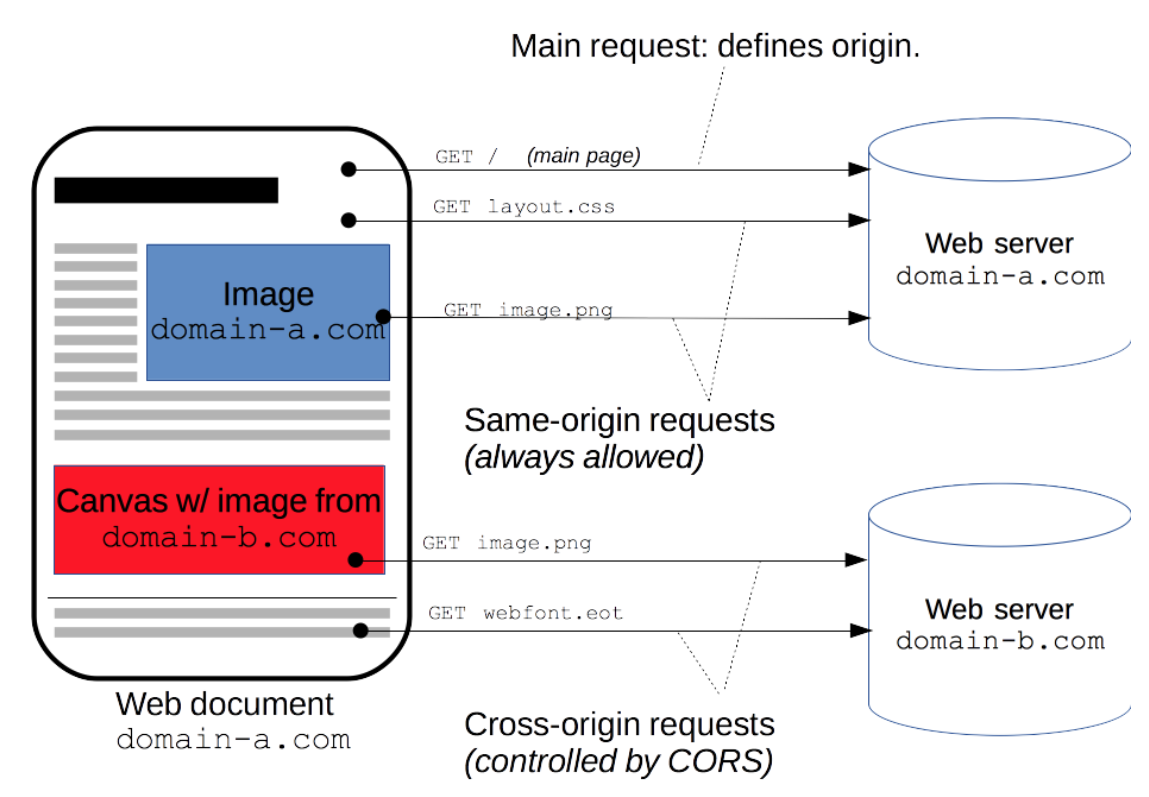 Main request: defines origin.
GET / (main page)
GET layout.css
Web server
domain-a.com
Image
domain-a.com
GET image.png
Same-origin requests
(always allowed)
Canvas w/ image from
domain-b.com
GET image.png
GET webfont.eot
Web server
domain-b.com
Web document
domain-a.com
Cross-origin requests
(controlled by CORS)